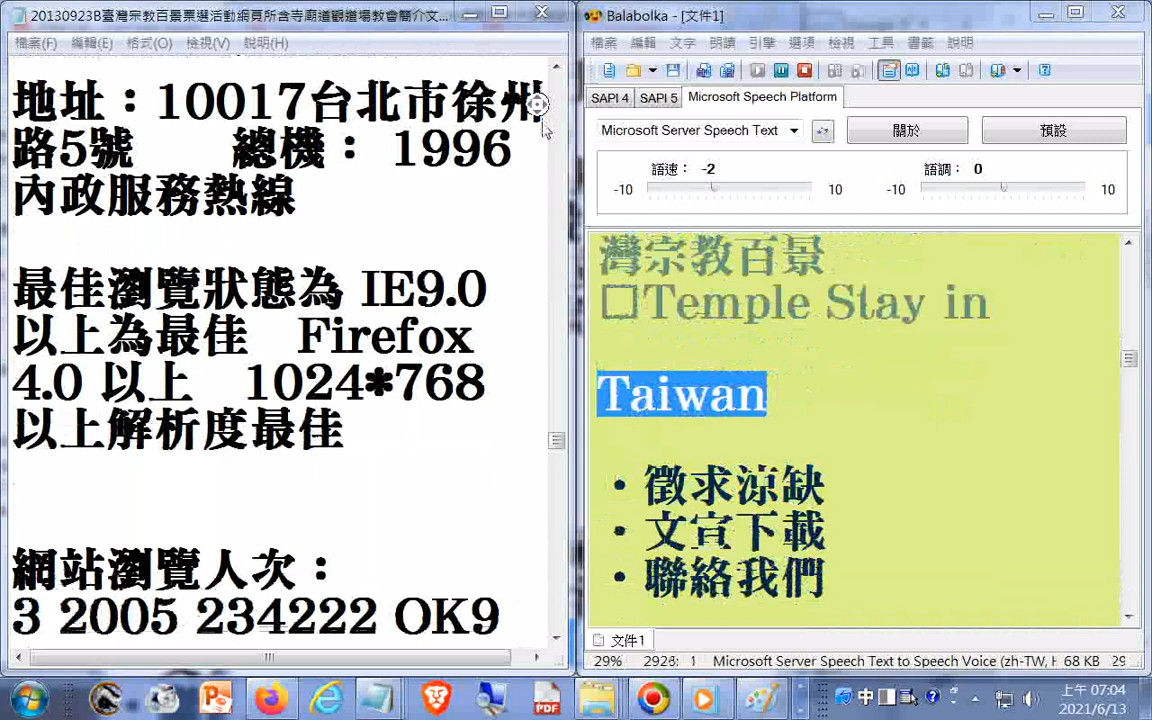 20130923B臺灣宗教百景票選活動網頁所含寺廟道觀道場教會簡介文...
檔案(F) 編輯(E) 格式(O) 檢視(V) 說明(H)
地址：10017台北市徐州
路5號 總機： 1996
內政服務熱線
最佳瀏覽狀態為 IE9.0
以上為最佳 Firefox
4.0 以上 1024*768
以上解析度最佳
網站瀏覽人次：
3 2005 234222 OK9
Balabolka - [文件1]
檔案 編輯 文字 朗讀 引擎 選項 檢視 工具 書籤 說明
SAPI 4 SAPI 5 Microsoft Speech Platform
Microsoft Server Speech Text 關於 預設
語速： -2 語調： 0
-10 10 -10 10
灣宗教百景
□Temple Stay in
Taiwan
• 徵求涼缺
• 文宣下載
• 聯絡我們
文件1
29% 2926: 1 Microsoft Server Speech Text to Speech Voice (zh-TW, H 68 KB 29
中 上午 07:04
2021/6/13